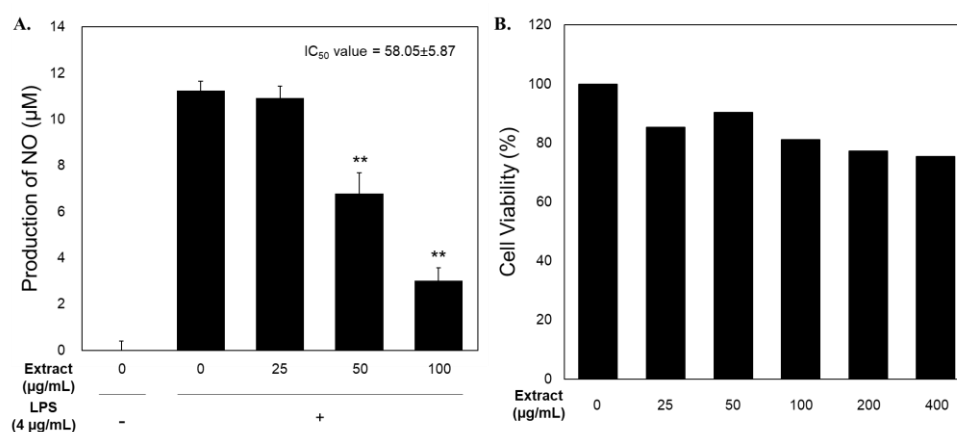 A.
IC50 value = 58.05±5.87
Production of NO (µM)
14
12
10
8
6
4
2
0
**
**
Extract (µg/mL)
0 0 25 50 100
LPS (4 µg/mL)
- +
B.
Cell Viability (%)
120
100
80
60
40
20
0
Extract (µg/mL)
0 25 50 100 200 400